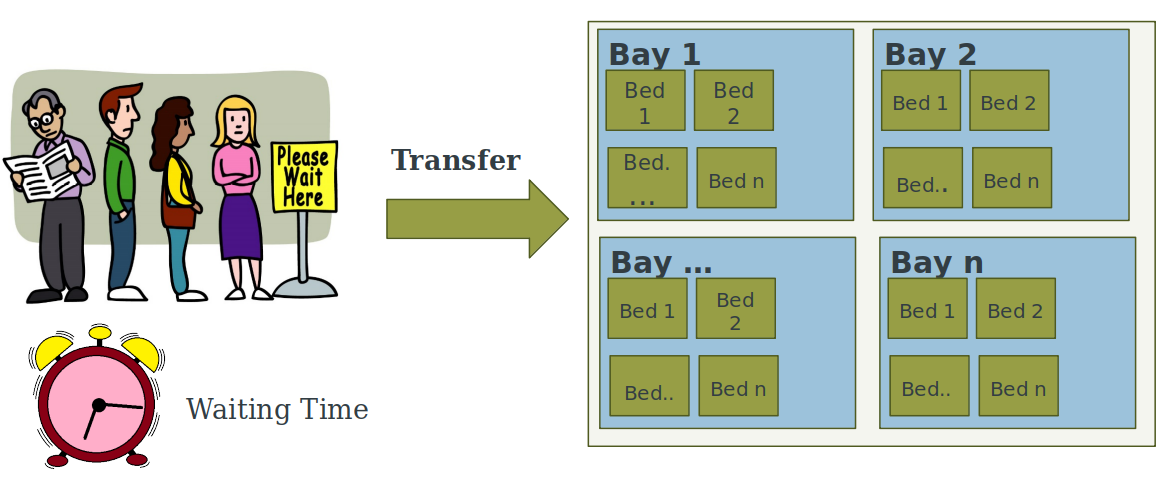 Please
Wait
Here
Waiting Time
Transfer
Bay 1
Bed
1
Bed
2
Bed.
...
Bed n
Bay 2
Bed 1
Bed 2
Bed..
Bed n
Bay ...
Bed 1
Bed
2
Bed..
Bed n
Bay n
Bed 1
Bed 2
Bed..
Bed n